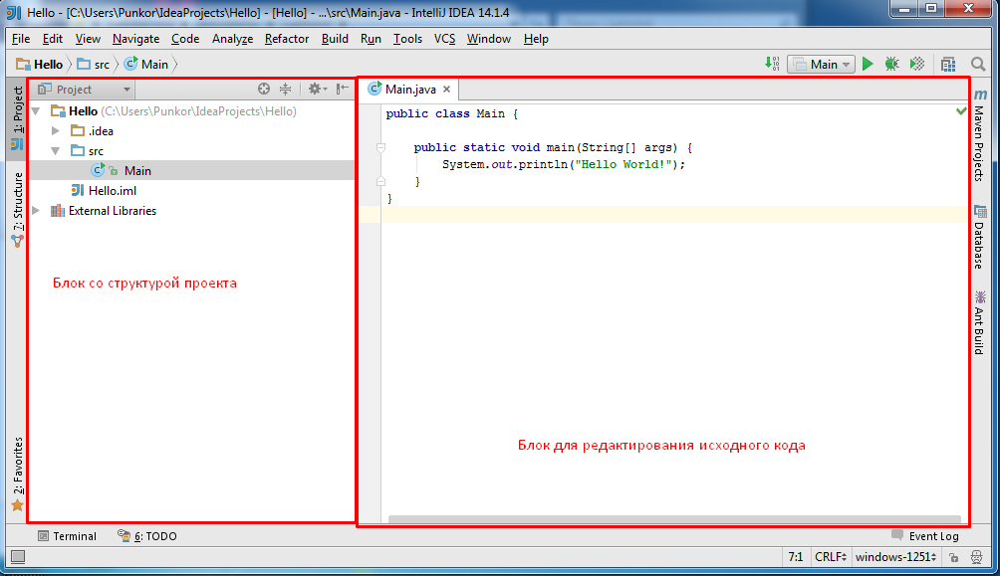 Hello - [C:\Users\Punkor\IdeaProjects\Hello] - [Hello] - ...\src\Main.java - IntelliJ IDEA 14.1.4
File Edit View Navigate Code Analyze Refactor Build Run Tools VCS Window Help
Hello src Main Main
1: Project
7: Structure
2: Favorites
Project
Hello (C:\Users\Punkor\IdeaProjects\Hello)
.idea
src
Main
Hello.iml
External Libraries
Блок со структурой проекта
Main.java
public class Main {
public static void main(String[] args) {
System.out.println("Hello World!");
}
}
Блок для редактирования исходного кода
Maven Projects
Database
Ant Build
Terminal 6: TODO Event Log
7:1 CRLF windows-1251